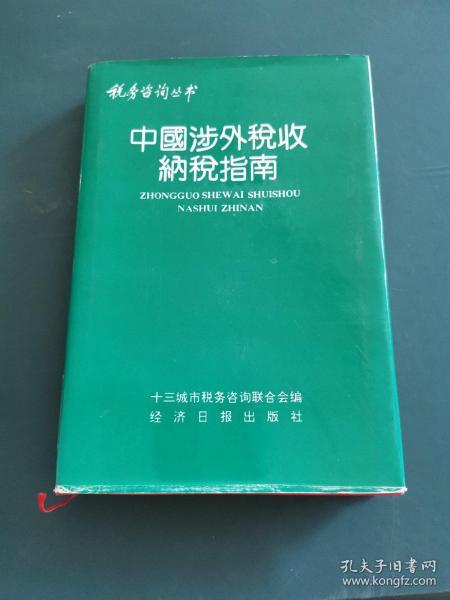 税务咨询丛书
中國涉外稅收
納稅指南
ZHONGGUO SHEWAI SHUISHOU
NASHUI ZHINAN
十三城市税务咨询联合会编
经济日报出版社
孔夫子旧书网
www.kongfz.com